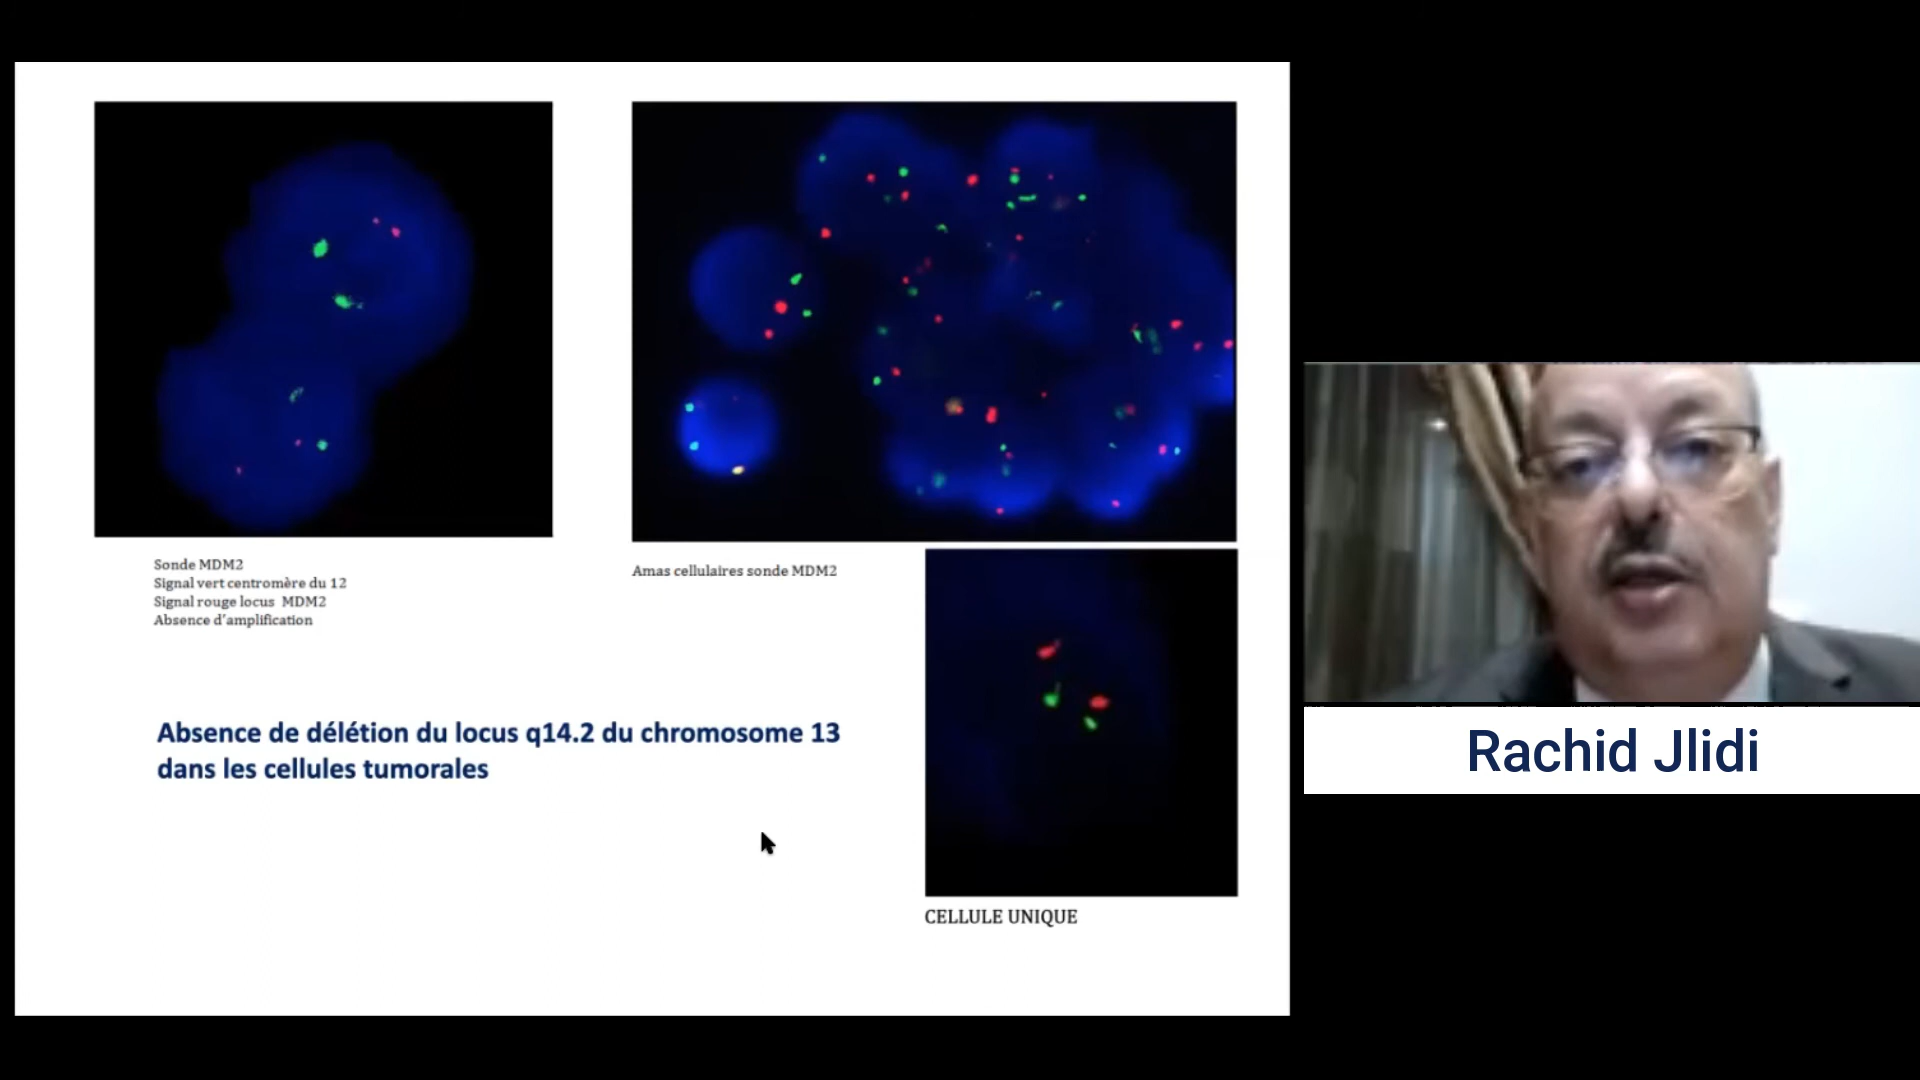 Sonde MDM2
Signal vert centromère du 12
Signal rouge locus MDM2
Absence d'amplification
Amas cellulaires sonde MDM2
Absence de délétion du locus q14.2 du chromosome 13
dans les cellules tumorales
CELLULE UNIQUE
Rachid Jlidi